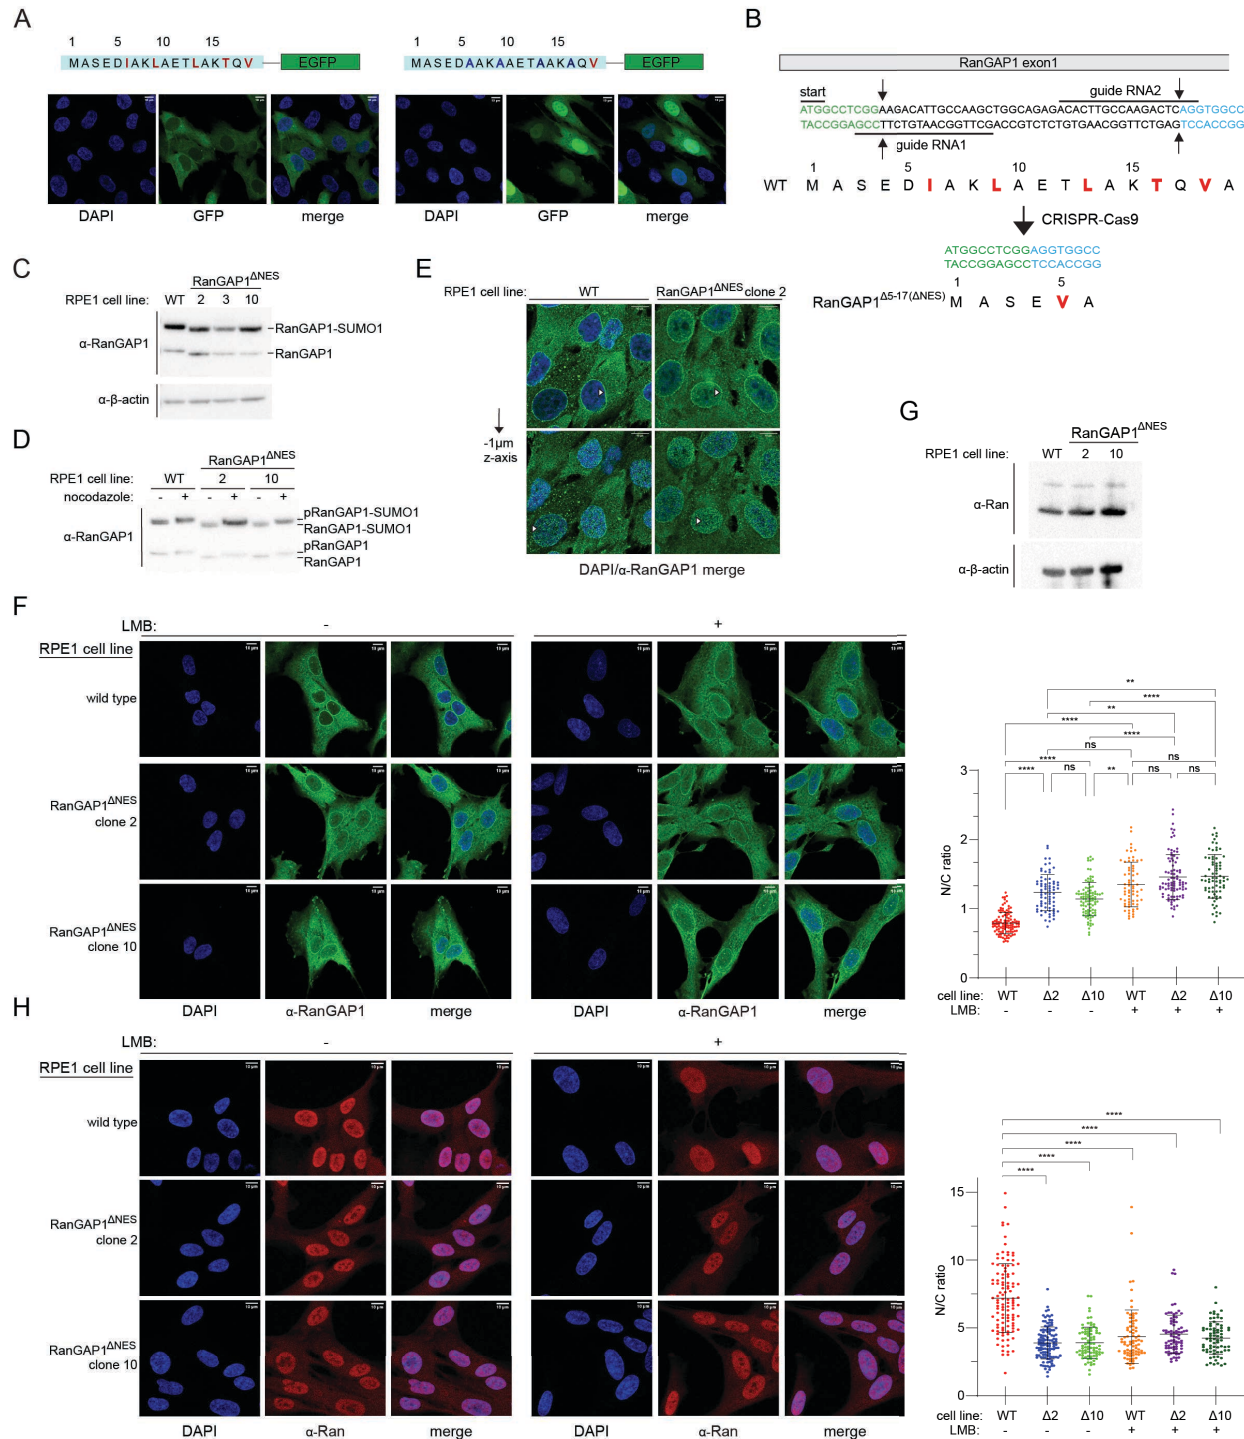 A
1 5 10 15
MASEDIAKLAETLAKTQV
EGFP
1 5 10 15
MASEDAAKAAETAAKAQV
EGFP
DAPI GFP merge
DAPI GFP merge
B
RanGAP1 exon1
start
guide RNA2
ATGGCCTCGGAAGACATTGCCAAGCTGGCAGAGACACTTGCCAAGACTCAGGTGGCC
TACCGGAGCCTTCTGTAACGGTTCGACCGTCTCTGTGAACGGTTCTGAGTCCACCGG
guide RNA1
1 5 10 15
WT M A S E D I A K L A E T L A K T Q V A
CRISPR-Cas9
ATGGCCTCGGAGGTGGCC
TACCGGAGCCTCCACCGG
1 5
RanGAP1Δ5-17(ΔNES) M A S E V A
C
RanGAP1ΔNES
RPE1 cell line: WT 2 3 10
α-RanGAP1
RanGAP1-SUMO1
RanGAP1
α-β-actin
D
RanGAP1ΔNES
RPE1 cell line: WT 2 10
nocodazole: - + - + - +
α-RanGAP1
pRanGAP1-SUMO1
RanGAP1-SUMO1
pRanGAP1
RanGAP1
E
RPE1 cell line: WT RanGAP1ΔNES clone 2
-1µm
z-axis
DAPI/α-RanGAP1 merge
G
RanGAP1ΔNES
RPE1 cell line: WT 2 10
α-Ran
α-β-actin
F
LMB: - +
RPE1 cell line
wild type
RanGAP1ΔNES
clone 2
RanGAP1ΔNES
clone 10
10 µm
DAPI α-RanGAP1 merge DAPI α-RanGAP1 merge
**
****
**
****
****
ns
**** ns
**** ns ** ns ns
3
2
1
0
N/C ratio
cell line: WT Δ2 Δ10 WT Δ2 Δ10
LMB: - - - + + +
H
LMB: - +
RPE1 cell line
wild type
RanGAP1ΔNES
clone 2
RanGAP1ΔNES
clone 10
10 µm
DAPI α-Ran merge DAPI α-Ran merge
****
****
****
****
****
15
10
5
0
N/C ratio
cell line: WT Δ2 Δ10 WT Δ2 Δ10
LMB: - - - + + +